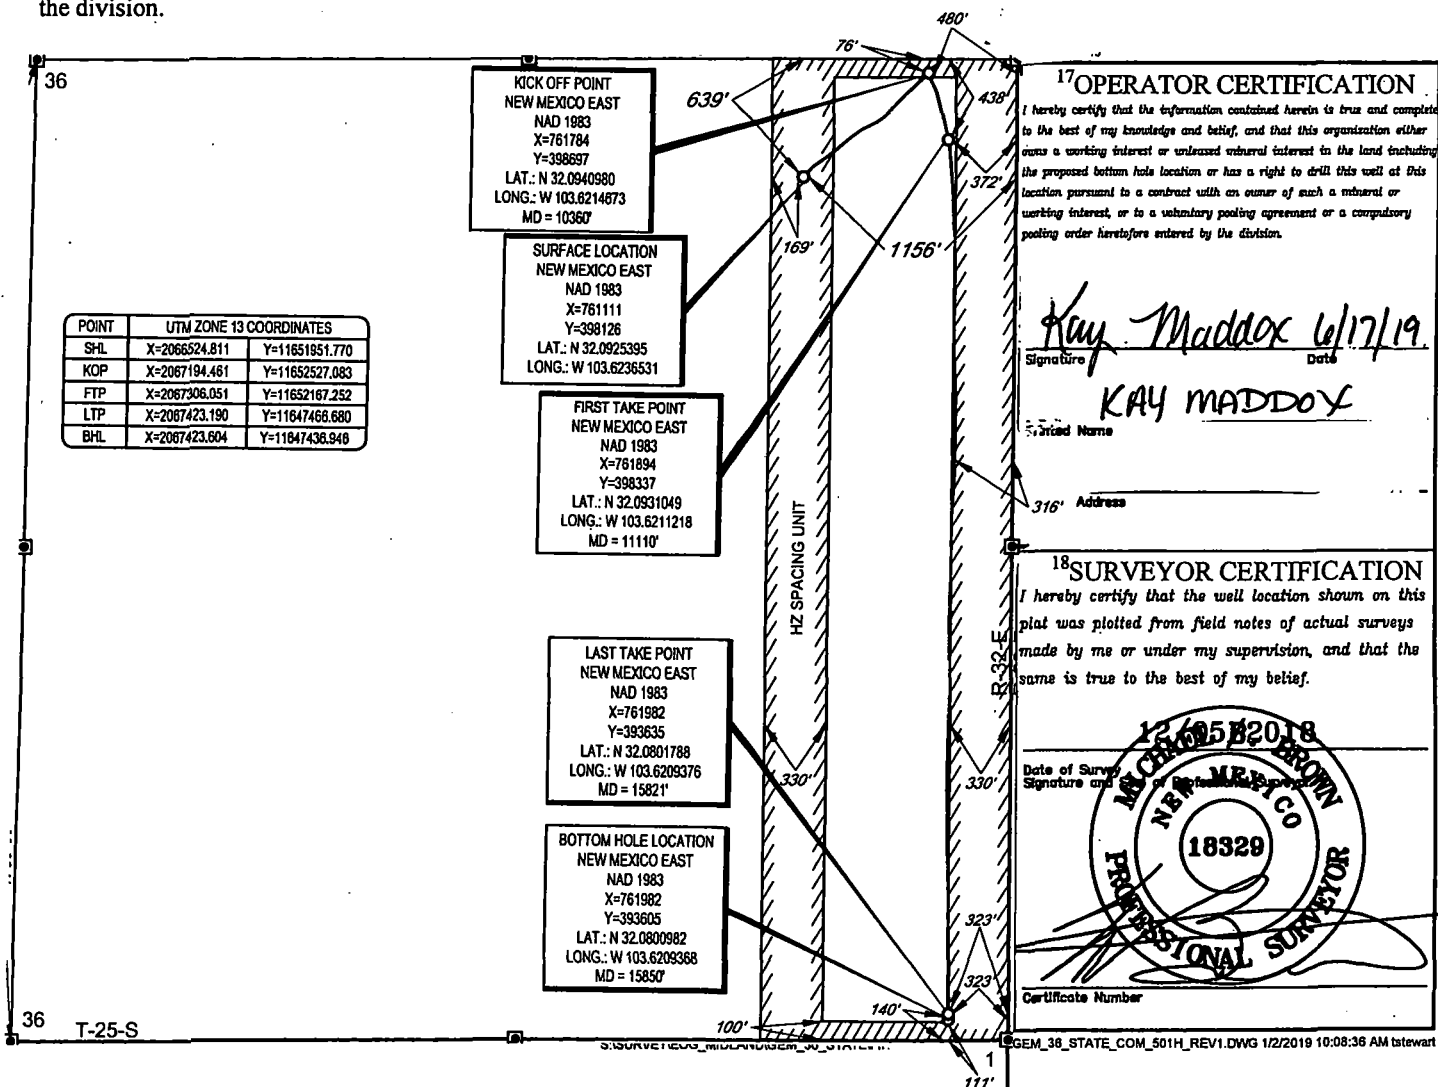 the division.
480'
76'
36
639'
438'
372'
169'
1156'
KICK OFF POINT
NEW MEXICO EAST
NAD 1983
X=761784
Y=398697
LAT.: N 32.0940980
LONG.: W 103.6214673
MD = 10360'
SURFACE LOCATION
NEW MEXICO EAST
NAD 1983
X=761111
Y=398126
LAT.: N 32.0925395
LONG.: W 103.6236531
POINT UTM ZONE 13 COORDINATES
SHL X=2066524.811 Y=11651951.770
KOP X=2067194.461 Y=11652527.083
FTP X=2067306.051 Y=11652167.252
LTP X=2067423.190 Y=11647466.680
BHL X=2067423.604 Y=11647436.946
FIRST TAKE POINT
NEW MEXICO EAST
NAD 1983
X=761894
Y=398337
LAT.: N 32.0931049
LONG.: W 103.6211218
MD = 11110'
316'
HZ SPACING UNIT
R-32-E
LAST TAKE POINT
NEW MEXICO EAST
NAD 1983
X=761982
Y=393635
LAT.: N 32.0801788
LONG.: W 103.6209376
MD = 15821'
330'
330'
BOTTOM HOLE LOCATION
NEW MEXICO EAST
NAD 1983
X=761982
Y=393605
LAT.: N 32.0800982
LONG.: W 103.6209368
MD = 15850'
323'
323'
140'
100'
111'
36
T-25-S
1
17OPERATOR CERTIFICATION
I hereby certify that the information contained herein is true and complete
to the best of my knowledge and belief, and that this organization either
owns a working interest or unleased mineral interest in the land including
the proposed bottom hole location or has a right to drill this well at this
location pursuant to a contract with an owner of such a mineral or
working interest, or to a voluntary pooling agreement or a compulsory
pooling order heretofore entered by the division.
Kay Maddox 6/17/19
Signature Date
KAY MADDOX
Name
Address
18SURVEYOR CERTIFICATION
I hereby certify that the well location shown on this
plat was plotted from field notes of actual surveys
made by me or under my supervision, and that the
same is true to the best of my belief.
12/05/2018
Date of Survey
Signature and Seal of Professional Surveyor
MICHAEL B. BROWN
NEW MEXICO
18329
PROFESSIONAL SURVEYOR
Certificate Number
GEM_36_STATE_COM_501H_REV1.DWG 1/2/2019 10:08:36 AM tstewart